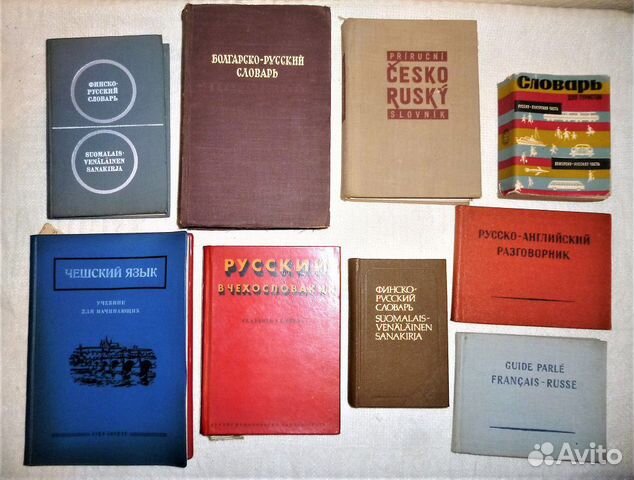 ФИНСКО-
РУССКИЙ
СЛОВАРЬ
SUOMALAIS-
VENÄLÄINEN
SANAKIRJA
БОЛГАРСКО-РУССКИЙ
СЛОВАРЬ
PŘÍRUČNÍ
ČESKO
RUSKÝ
SLOVNÍK
Словарь
ЧЕШСКИЙ ЯЗЫК
УЧЕБНИК
ДЛЯ НАЧИНАЮЩИХ
РУССКИЙ
В ЧЕХОСЛОВАКИИ
ФИНСКО-
РУССКИЙ
СЛОВАРЬ
SUOMALAIS-
VENÄLÄINEN
SANAKIRJA
РУССКО-АНГЛИЙСКИЙ
РАЗГОВОРНИК
GUIDE PARLÉ
FRANÇAIS-RUSSE
Avito